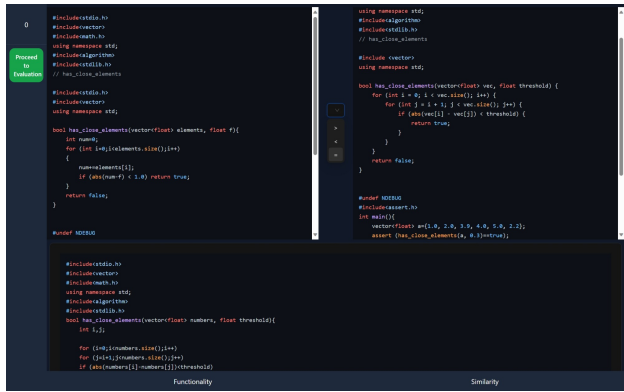 0
Proceed
to
Evaluation
#include<stdio.h>
#include<vector>
#include<math.h>
using namespace std;
#include<algorithm>
#include<stdlib.h>
// has_close_elements
#include<stdio.h>
#include<vector>
using namespace std;
bool has_close_elements(vector<float> elements, float f){
    int num=0;
    for (int i=0;i<elements.size();i++)
    {
        num+=elements[i];
        if (abs(num-f) < 1.0) return true;
    }
    return false;
}
#undef NDEBUG
>
<
=
using namespace std;
#include<algorithm>
#include<stdlib.h>
// has_close_elements
#include <vector>
using namespace std;
bool has_close_elements(vector<float> vec, float threshold) {
    for (int i = 0; i < vec.size(); i++) {
        for (int j = i + 1; j < vec.size(); j++) {
            if (abs(vec[i] - vec[j]) < threshold) {
                return true;
            }
        }
    }
    return false;
}
#undef NDEBUG
#include<assert.h>
int main(){
    vector<float> a={1.0, 2.0, 3.9, 4.0, 5.0, 2.2};
    assert (has_close_elements(a, 0.3)==true);
#include<stdio.h>
#include<vector>
#include<math.h>
using namespace std;
#include<algorithm>
#include<stdlib.h>
bool has_close_elements(vector<float> numbers, float threshold){
    int i,j;
    for (i=0;i<numbers.size();i++)
    for (j=i+1;j<numbers.size();j++)
    if (abs(numbers[i]-numbers[j])<threshold)
Functionality
Similarity